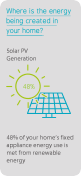 Where is the energy
being created in
your home?
Solar PV
Generation
48%
48% of your home's fixed
appliance energy use is
met from renewable
energy